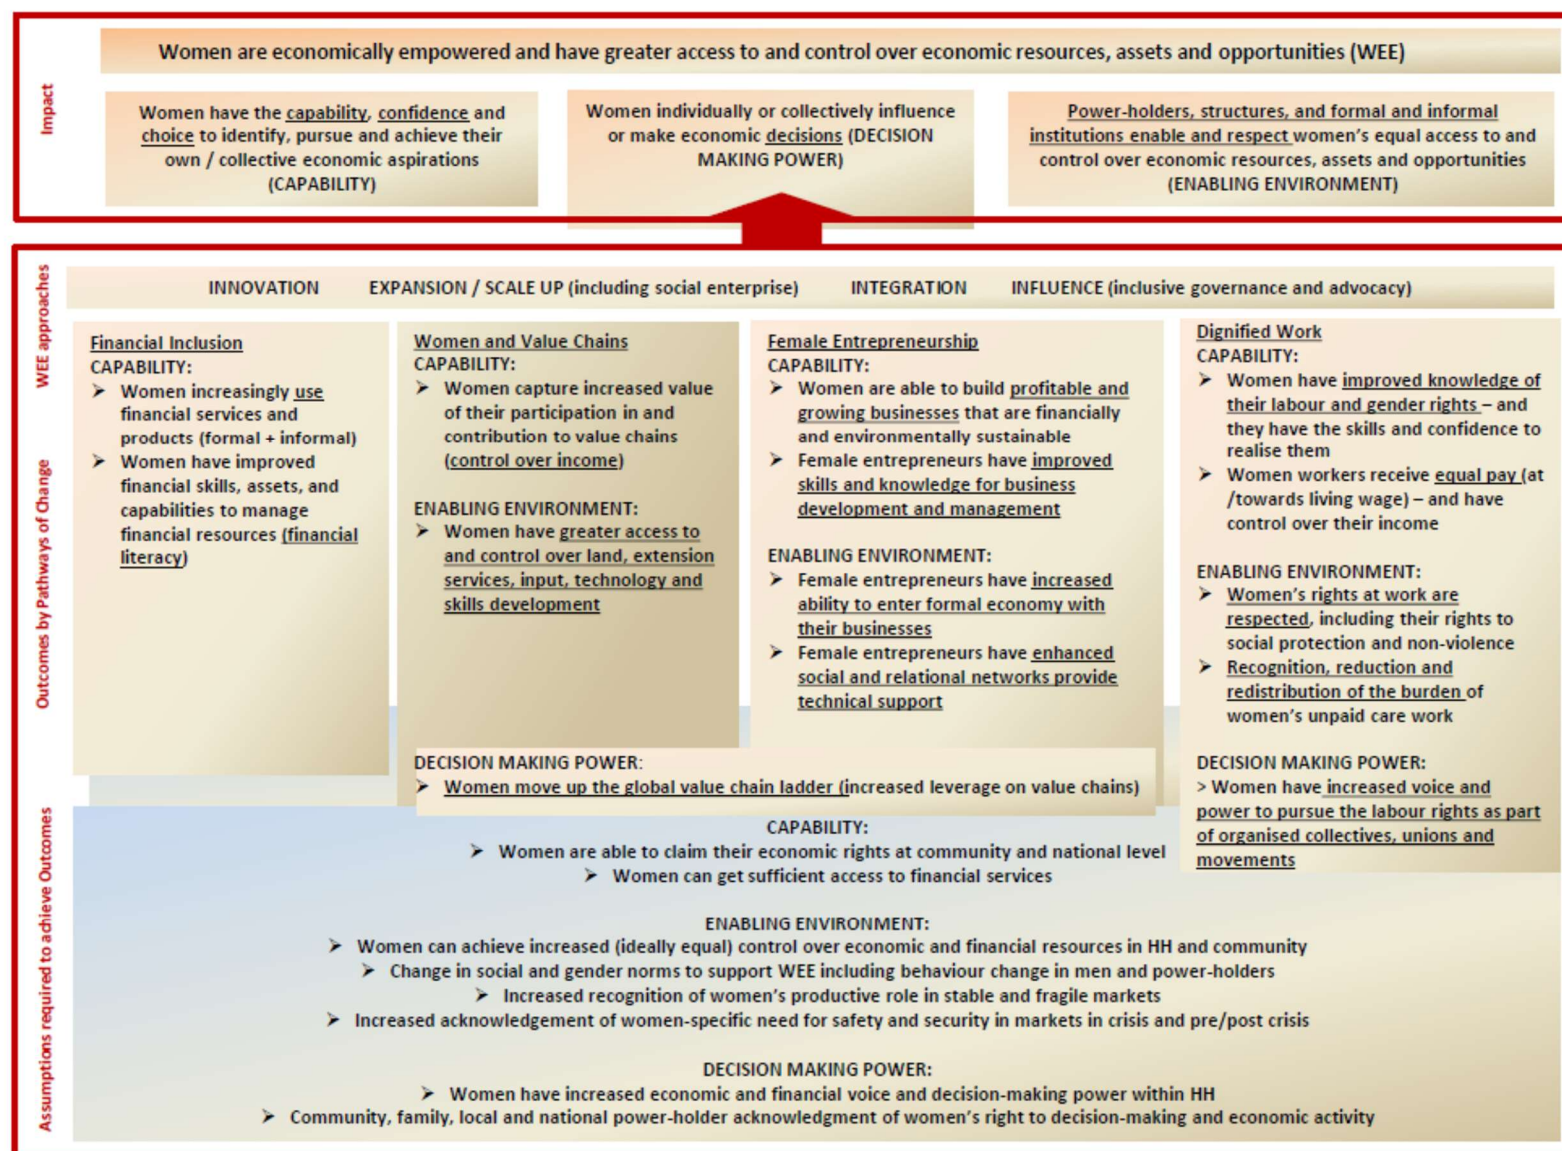 Impact
Women are economically empowered and have greater access to and control over economic resources, assets and opportunities (WEE)
Women have the capability, confidence and
choice to identify, pursue and achieve their
own / collective economic aspirations
(CAPABILITY)
Women individually or collectively influence
or make economic decisions (DECISION
MAKING POWER)
Power-holders, structures, and formal and informal
institutions enable and respect women's equal access to and
control over economic resources, assets and opportunities
(ENABLING ENVIRONMENT)
WEE approaches
INNOVATION EXPANSION / SCALE UP (including social enterprise) INTEGRATION INFLUENCE (inclusive governance and advocacy)
Outcomes by Pathways of Change
Financial Inclusion
CAPABILITY:
➢ Women increasingly use
financial services and
products (formal + informal)
➢ Women have improved
financial skills, assets, and
capabilities to manage
financial resources (financial
literacy)
Women and Value Chains
CAPABILITY:
➢ Women capture increased value
of their participation in and
contribution to value chains
(control over income)
ENABLING ENVIRONMENT:
➢ Women have greater access to
and control over land, extension
services, input, technology and
skills development
Female Entrepreneurship
CAPABILITY:
➢ Women are able to build profitable and
growing businesses that are financially
and environmentally sustainable
➢ Female entrepreneurs have improved
skills and knowledge for business
development and management
ENABLING ENVIRONMENT:
➢ Female entrepreneurs have increased
ability to enter formal economy with
their businesses
➢ Female entrepreneurs have enhanced
social and relational networks provide
technical support
DECISION MAKING POWER:
➢ Women move up the global value chain ladder (increased leverage on value chains)
Dignified Work
CAPABILITY:
➢ Women have improved knowledge of
their labour and gender rights – and
they have the skills and confidence to
realise them
➢ Women workers receive equal pay (at
/towards living wage) – and have
control over their income
ENABLING ENVIRONMENT:
➢ Women's rights at work are
respected, including their rights to
social protection and non-violence
➢ Recognition, reduction and
redistribution of the burden of
women's unpaid care work
DECISION MAKING POWER:
> Women have increased voice and
power to pursue the labour rights as part
of organised collectives, unions and
movements
Assumptions required to achieve Outcomes
CAPABILITY:
➢ Women are able to claim their economic rights at community and national level
➢ Women can get sufficient access to financial services
ENABLING ENVIRONMENT:
➢ Women can achieve increased (ideally equal) control over economic and financial resources in HH and community
➢ Change in social and gender norms to support WEE including behaviour change in men and power-holders
➢ Increased recognition of women's productive role in stable and fragile markets
➢ Increased acknowledgement of women-specific need for safety and security in markets in crisis and pre/post crisis
DECISION MAKING POWER:
➢ Women have increased economic and financial voice and decision-making power within HH
➢ Community, family, local and national power-holder acknowledgment of women's right to decision-making and economic activity